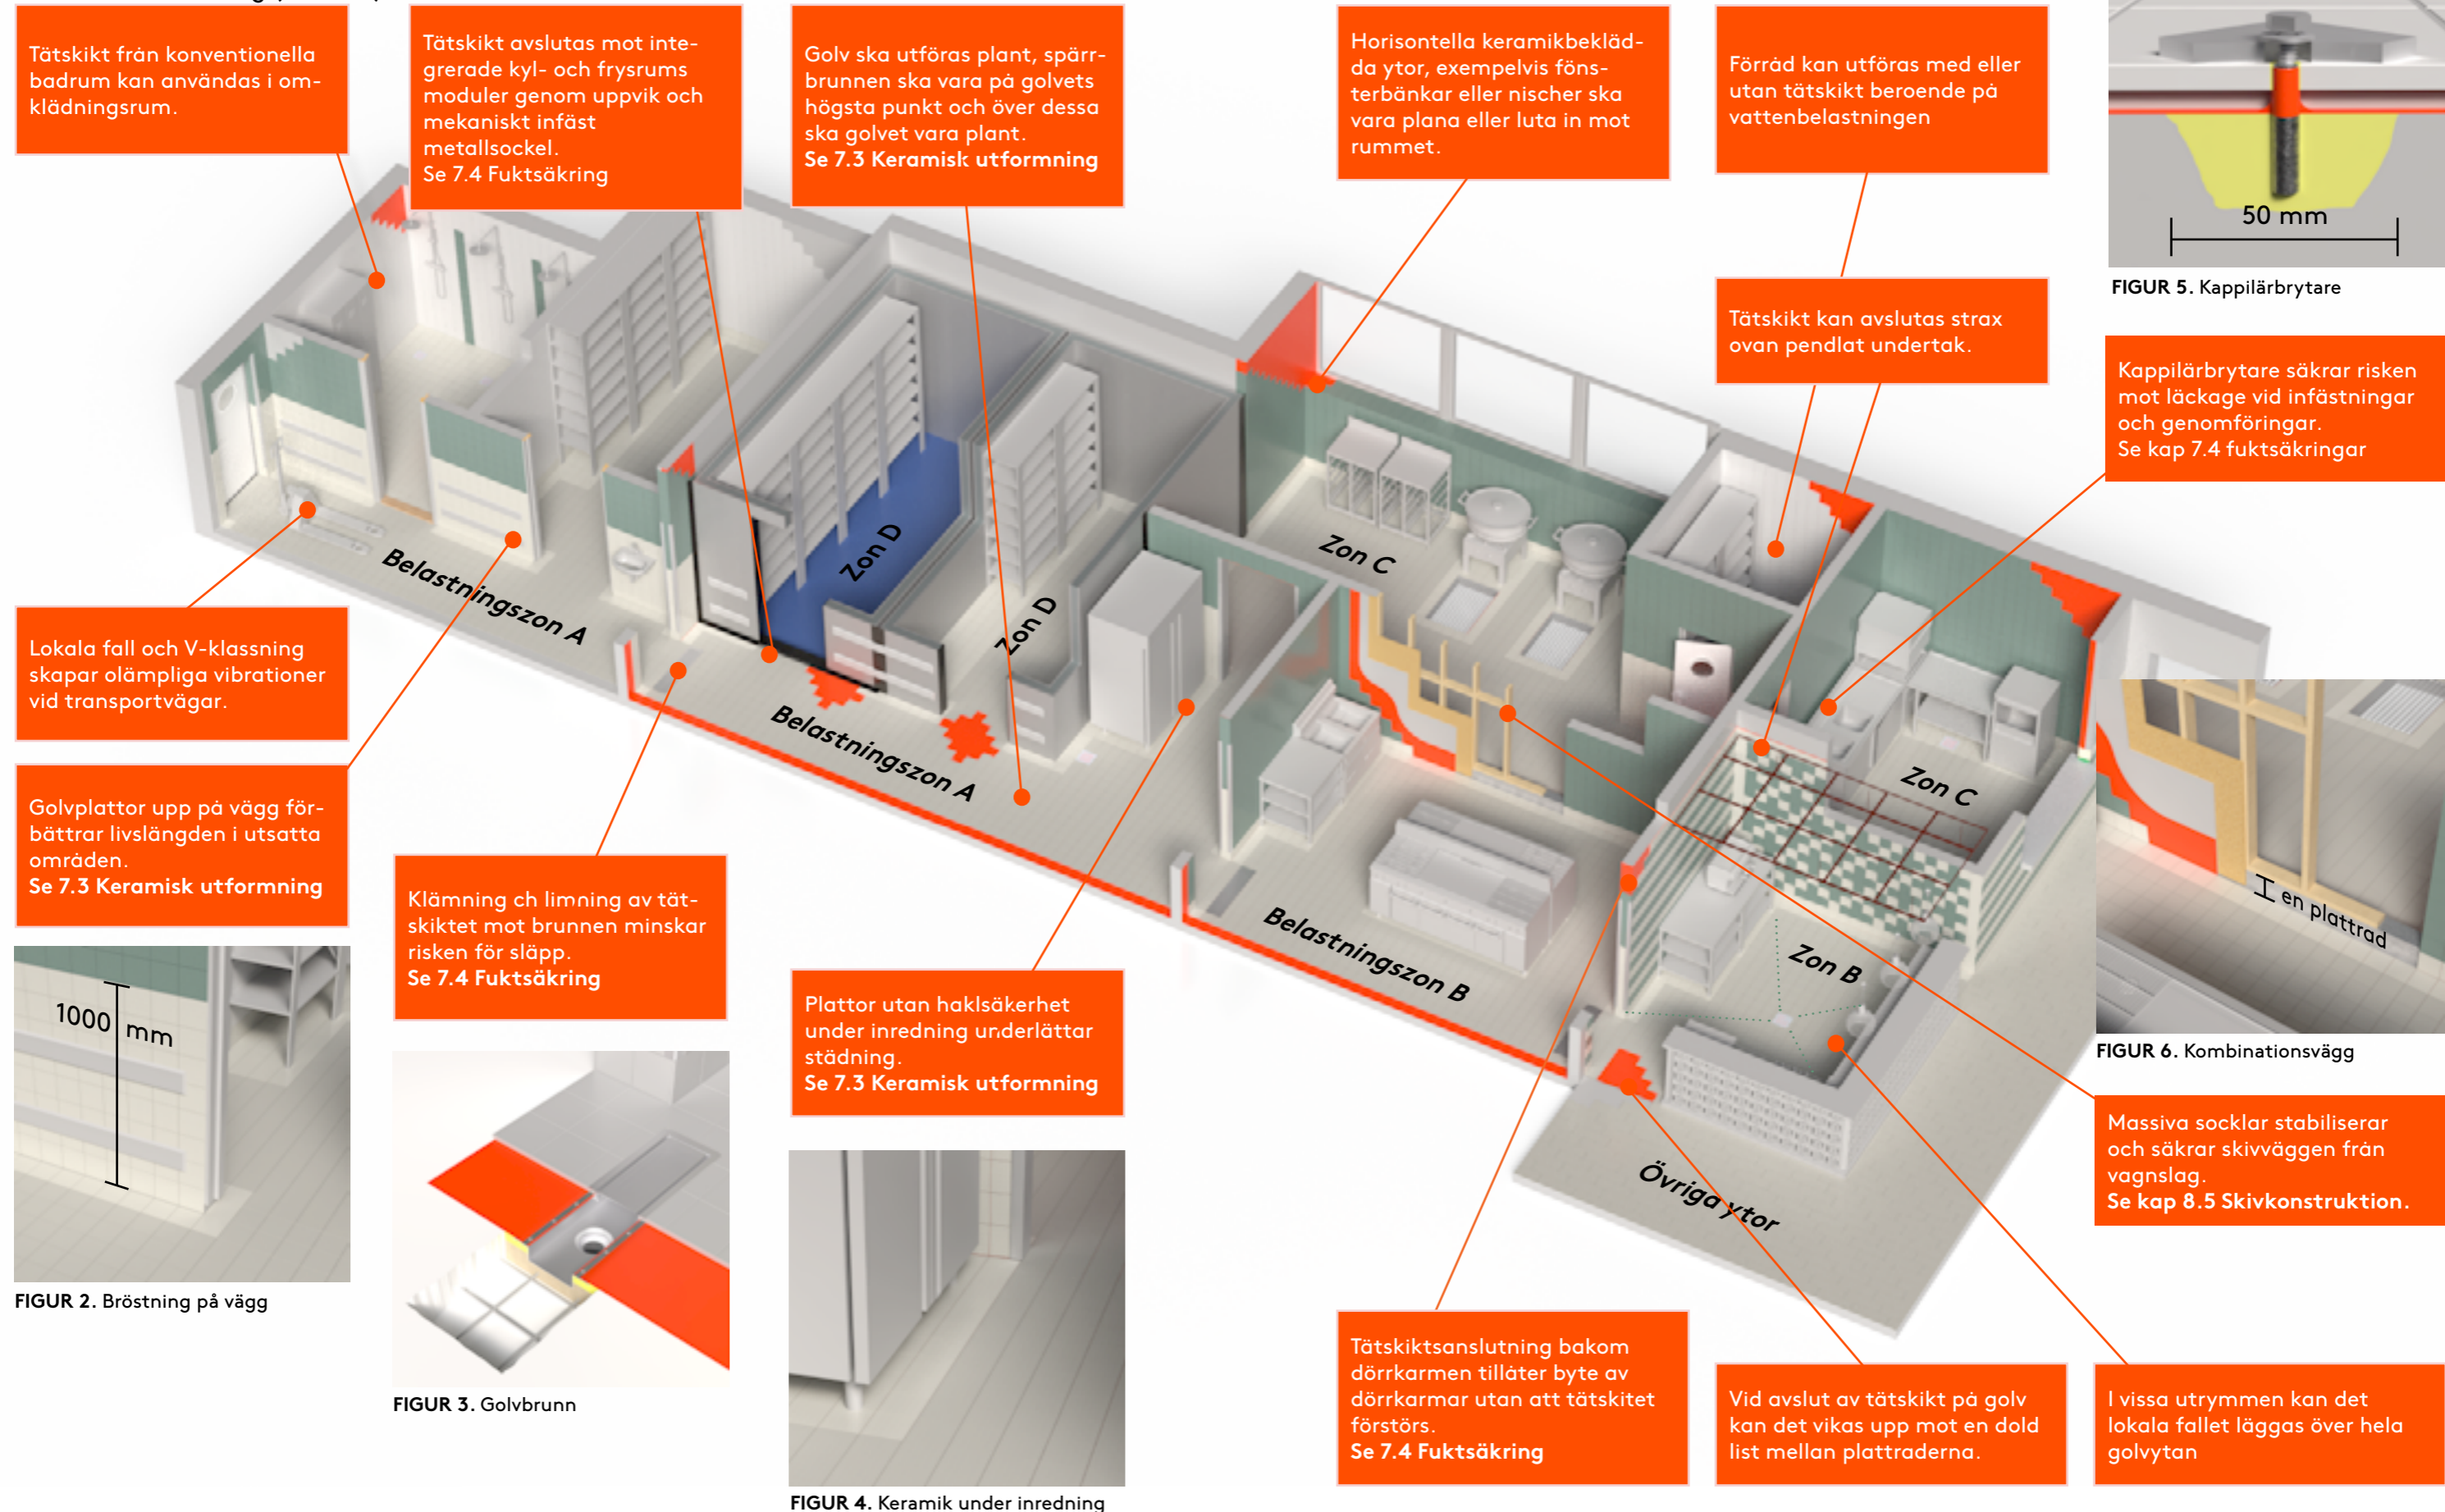 Tätskikt från konventionella
badrum kan användas i om-
klädningsrum.
Tätskikt avslutas mot inte-
grerade kyl- och frysrums
moduler genom uppvik och
mekaniskt infäst
metallsockel.
Se 7.4 Fuktsäkring
Golv ska utföras plant, spärr-
brunnen ska vara på golvets
högsta punkt och över dessa
ska golvet vara plant.
Se 7.3 Keramisk utformning
Horisontella keramikbekläd-
da ytor, exempelvis föns-
terbänkar eller nischer ska
vara plana eller luta in mot
rummet.
Förråd kan utföras med eller
utan tätskikt beroende på
vattenbelastningen
50 mm
FIGUR 5. Kappilärbrytare
Tätskikt kan avslutas strax
ovan pendlat undertak.
Kappilärbrytare säkrar risken
mot läckage vid infästningar
och genomföringar.
Se kap 7.4 fuktsäkringar
Belastningszon A
Zon D
Zon D
Zon C
Belastningszon A
Zon C
Belastningszon B
Zon B
Övriga ytor
Lokala fall och V-klassning
skapar olämpliga vibrationer
vid transportvägar.
Golvplattor upp på vägg för-
bättrar livslängden i utsatta
områden.
Se 7.3 Keramisk utformning
1000 mm
FIGUR 2. Bröstning på vägg
Klämning ch limning av tät-
skiktet mot brunnen minskar
risken för släpp.
Se 7.4 Fuktsäkring
FIGUR 3. Golvbrunn
Plattor utan haklsäkerhet
under inredning underlättar
städning.
Se 7.3 Keramisk utformning
FIGUR 4. Keramik under inredning
en plattrad
FIGUR 6. Kombinationsvägg
Massiva socklar stabiliserar
och säkrar skivväggen från
vagnslag.
Se kap 8.5 Skivkonstruktion.
Tätskiktsanslutning bakom
dörrkarmen tillåter byte av
dörrkarmar utan att tätskitet
förstörs.
Se 7.4 Fuktsäkring
Vid avslut av tätskikt på golv
kan det vikas upp mot en dold
list mellan plattraderna.
I vissa utrymmen kan det
lokala fallet läggas över hela
golvytan